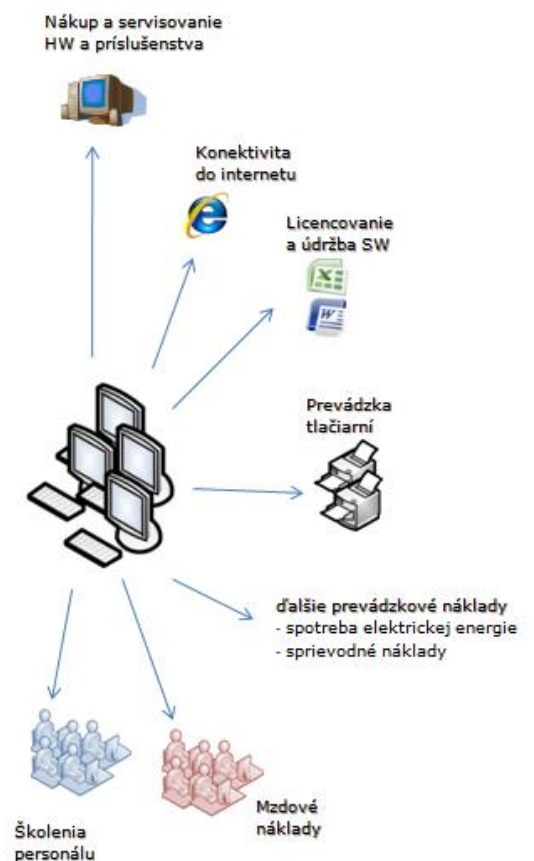 Nákup a servisovanie
HW a príslušenstva
Konektivita
do internetu
Licencovanie
a údržba SW
Prevádzka
tlačiarní
ďalšie prevádzkové náklady
- spotreba elektrickej energie
- sprievodné náklady
Mzdové
náklady
Školenia
personálu